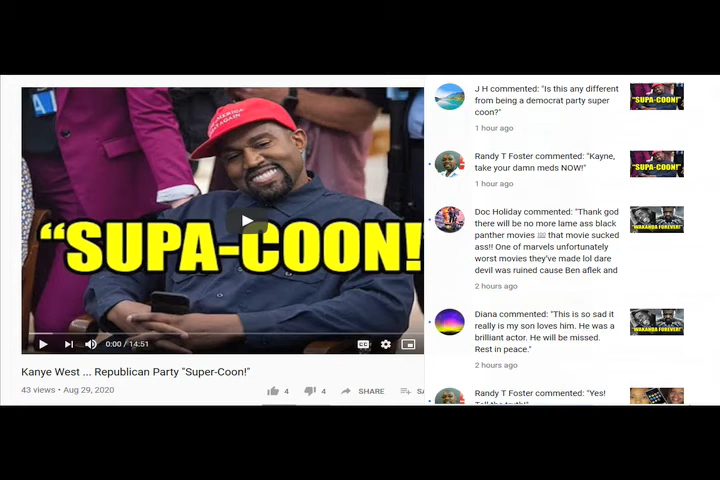 AMERICA
AGAIN
“SUPA-COON!
0:00 / 14:51
CC
Kanye West ... Republican Party "Super-Coon!"
43 views • Aug 29, 2020
4
4
SHARE
SA
J H commented: "Is this any different
from being a democrat party super
coon?"
1 hour ago
"SUPA-COON!"
Randy T Foster commented: "Kayne,
take your damn meds NOW!"
1 hour ago
"SUPA-COON!"
Doc Holiday commented: "Thank god
there will be no more lame ass black
panther movies that movie sucked
ass!! One of marvels unfortunately
worst movies they've made lol dare
devil was ruined cause Ben aflek and
2 hours ago
"WAKANDA FOREVER!"
Diana commented: "This is so sad it
really is my son loves him. He was a
brilliant actor. He will be missed.
Rest in peace."
2 hours ago
"WAKANDA FOREVER!"
Randy T Foster commented: "Yes!
Tell the truth!"